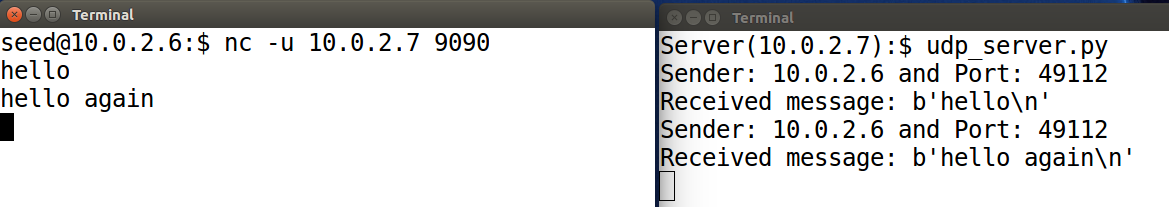 Terminal
seed@10.0.2.6:$ nc -u 10.0.2.7 9090
hello
hello again
Terminal
Server(10.0.2.7):$ udp_server.py
Sender: 10.0.2.6 and Port: 49112
Received message: b'hello\n'
Sender: 10.0.2.6 and Port: 49112
Received message: b'hello again\n'